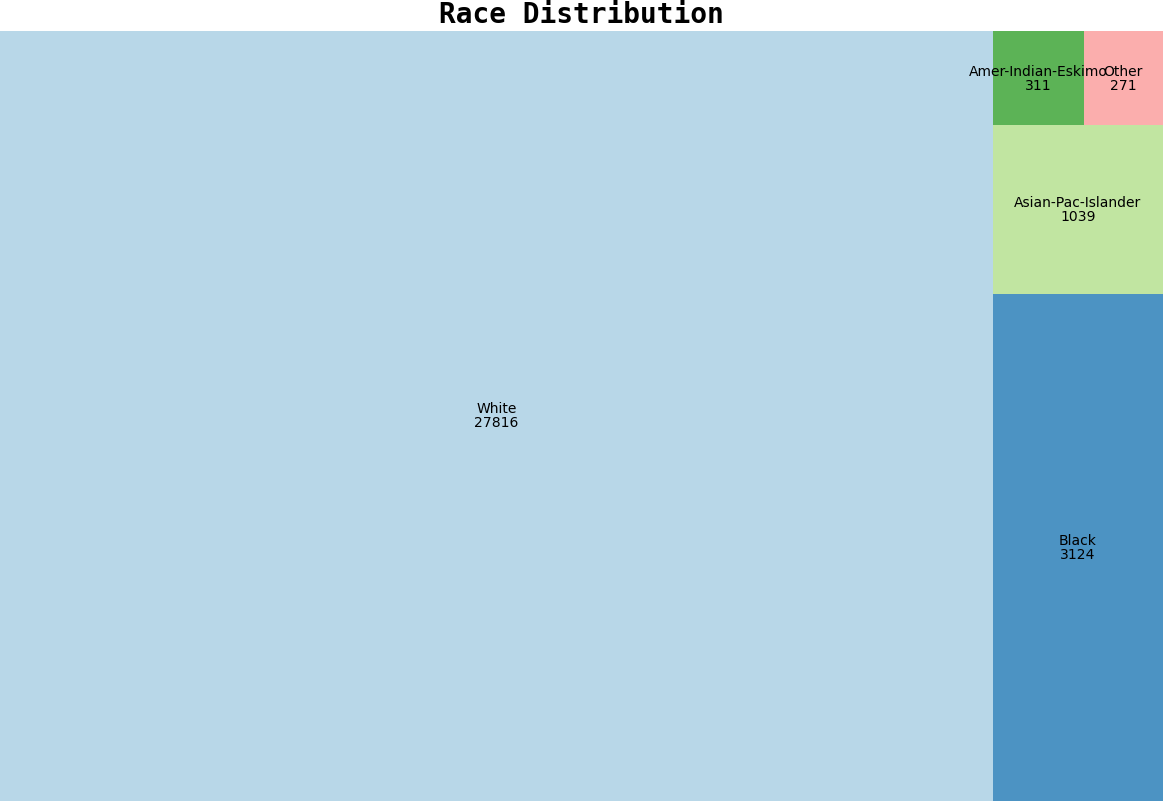 Race Distribution
Amer-Indian-Eskimo
311
Other
271
Asian-Pac-Islander
1039
White
27816
Black
3124